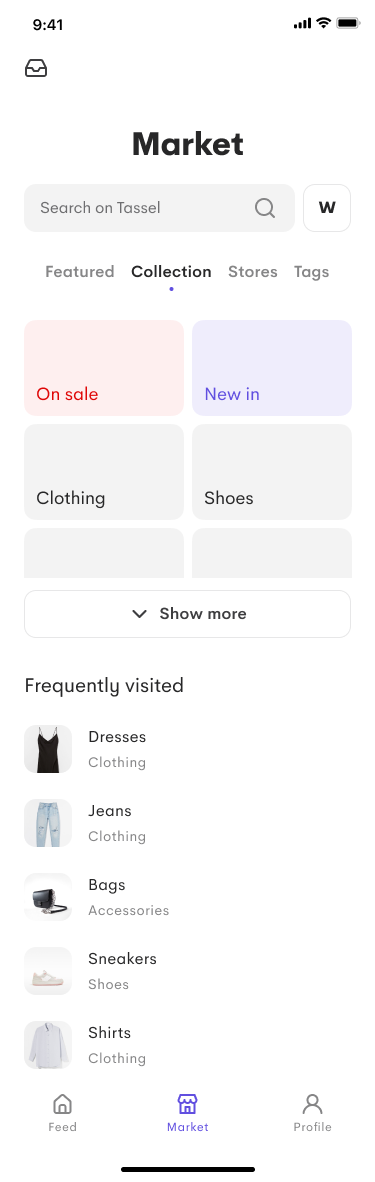 9:41
Market
Search on Tassel
W
Featured Collection Stores Tags
On sale
New in
Clothing
Shoes
Show more
Frequently visited
Dresses
Clothing
Jeans
Clothing
Bags
Accessories
Sneakers
Shoes
Shirts
Clothing
Feed Market Profile